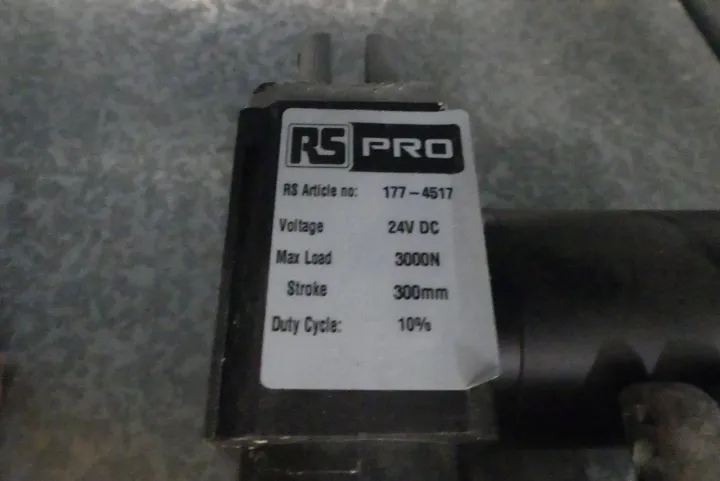 RS PRO
RS Article no: 177-4517
Voltage 24V DC
Max Load 3000N
Stroke 300mm
Duty Cycle: 10%